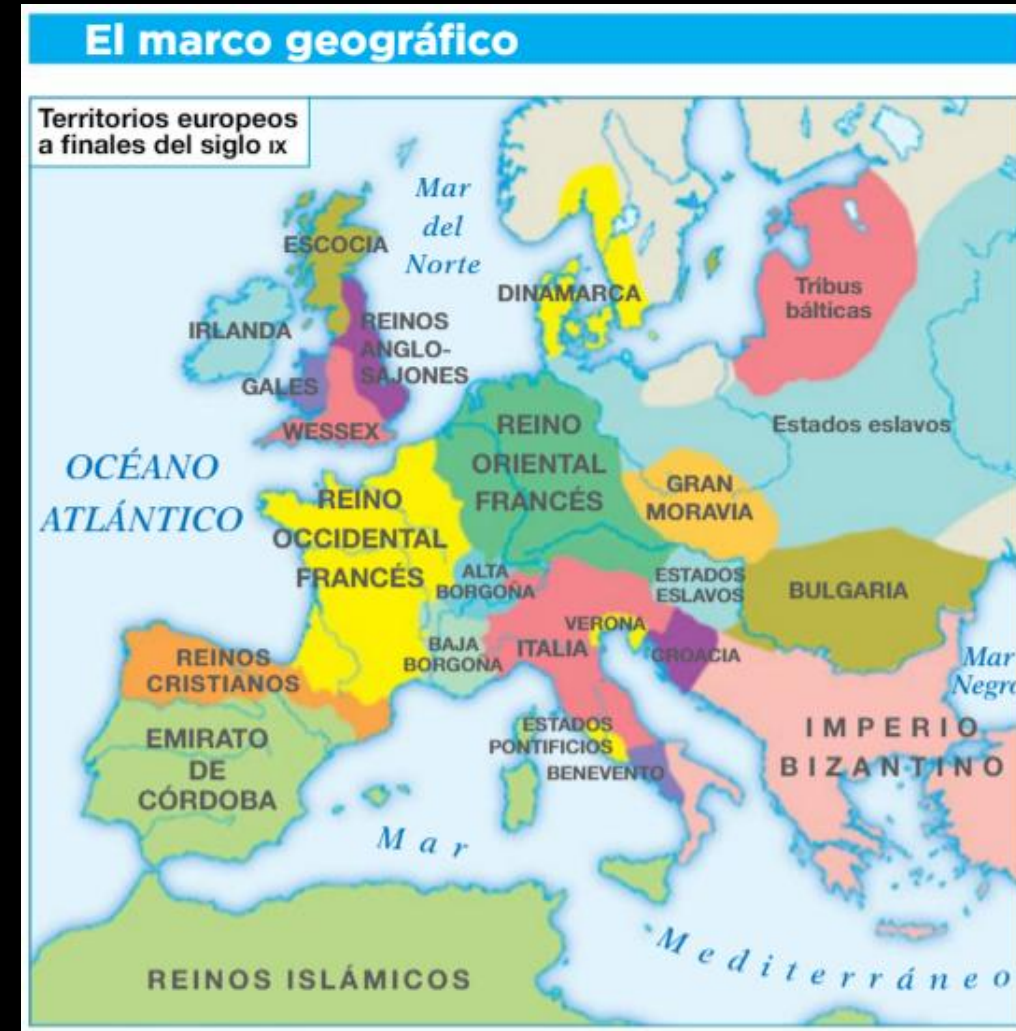 El marco geográfico
Territorios europeos
a finales del siglo IX
Mar
del
Norte
ESCOCIA
DINAMARCA
Tribus
bálticas
IRLANDA
REINOS
ANGLO-
SAJONES
GALES
WESSEX
REINO
ORIENTAL
FRANCÉS
Estados eslavos
OCÉANO
ATLÁNTICO
REINO
OCCIDENTAL
FRANCÉS
GRAN
MORAVIA
ALTA
BORGOÑA
ESTADOS
ESLAVOS
BULGARIA
VERONA
BAJA
BORGOÑA
ITALIA
CROACIA
Mar
Negro
REINOS
CRISTIANOS
EMIRATO
DE
CÓRDOBA
ESTADOS
PONTIFICIOS
BENEVENTO
IMPERIO
BIZANTINO
Mar
Mediterráneo
REINOS ISLÁMICOS